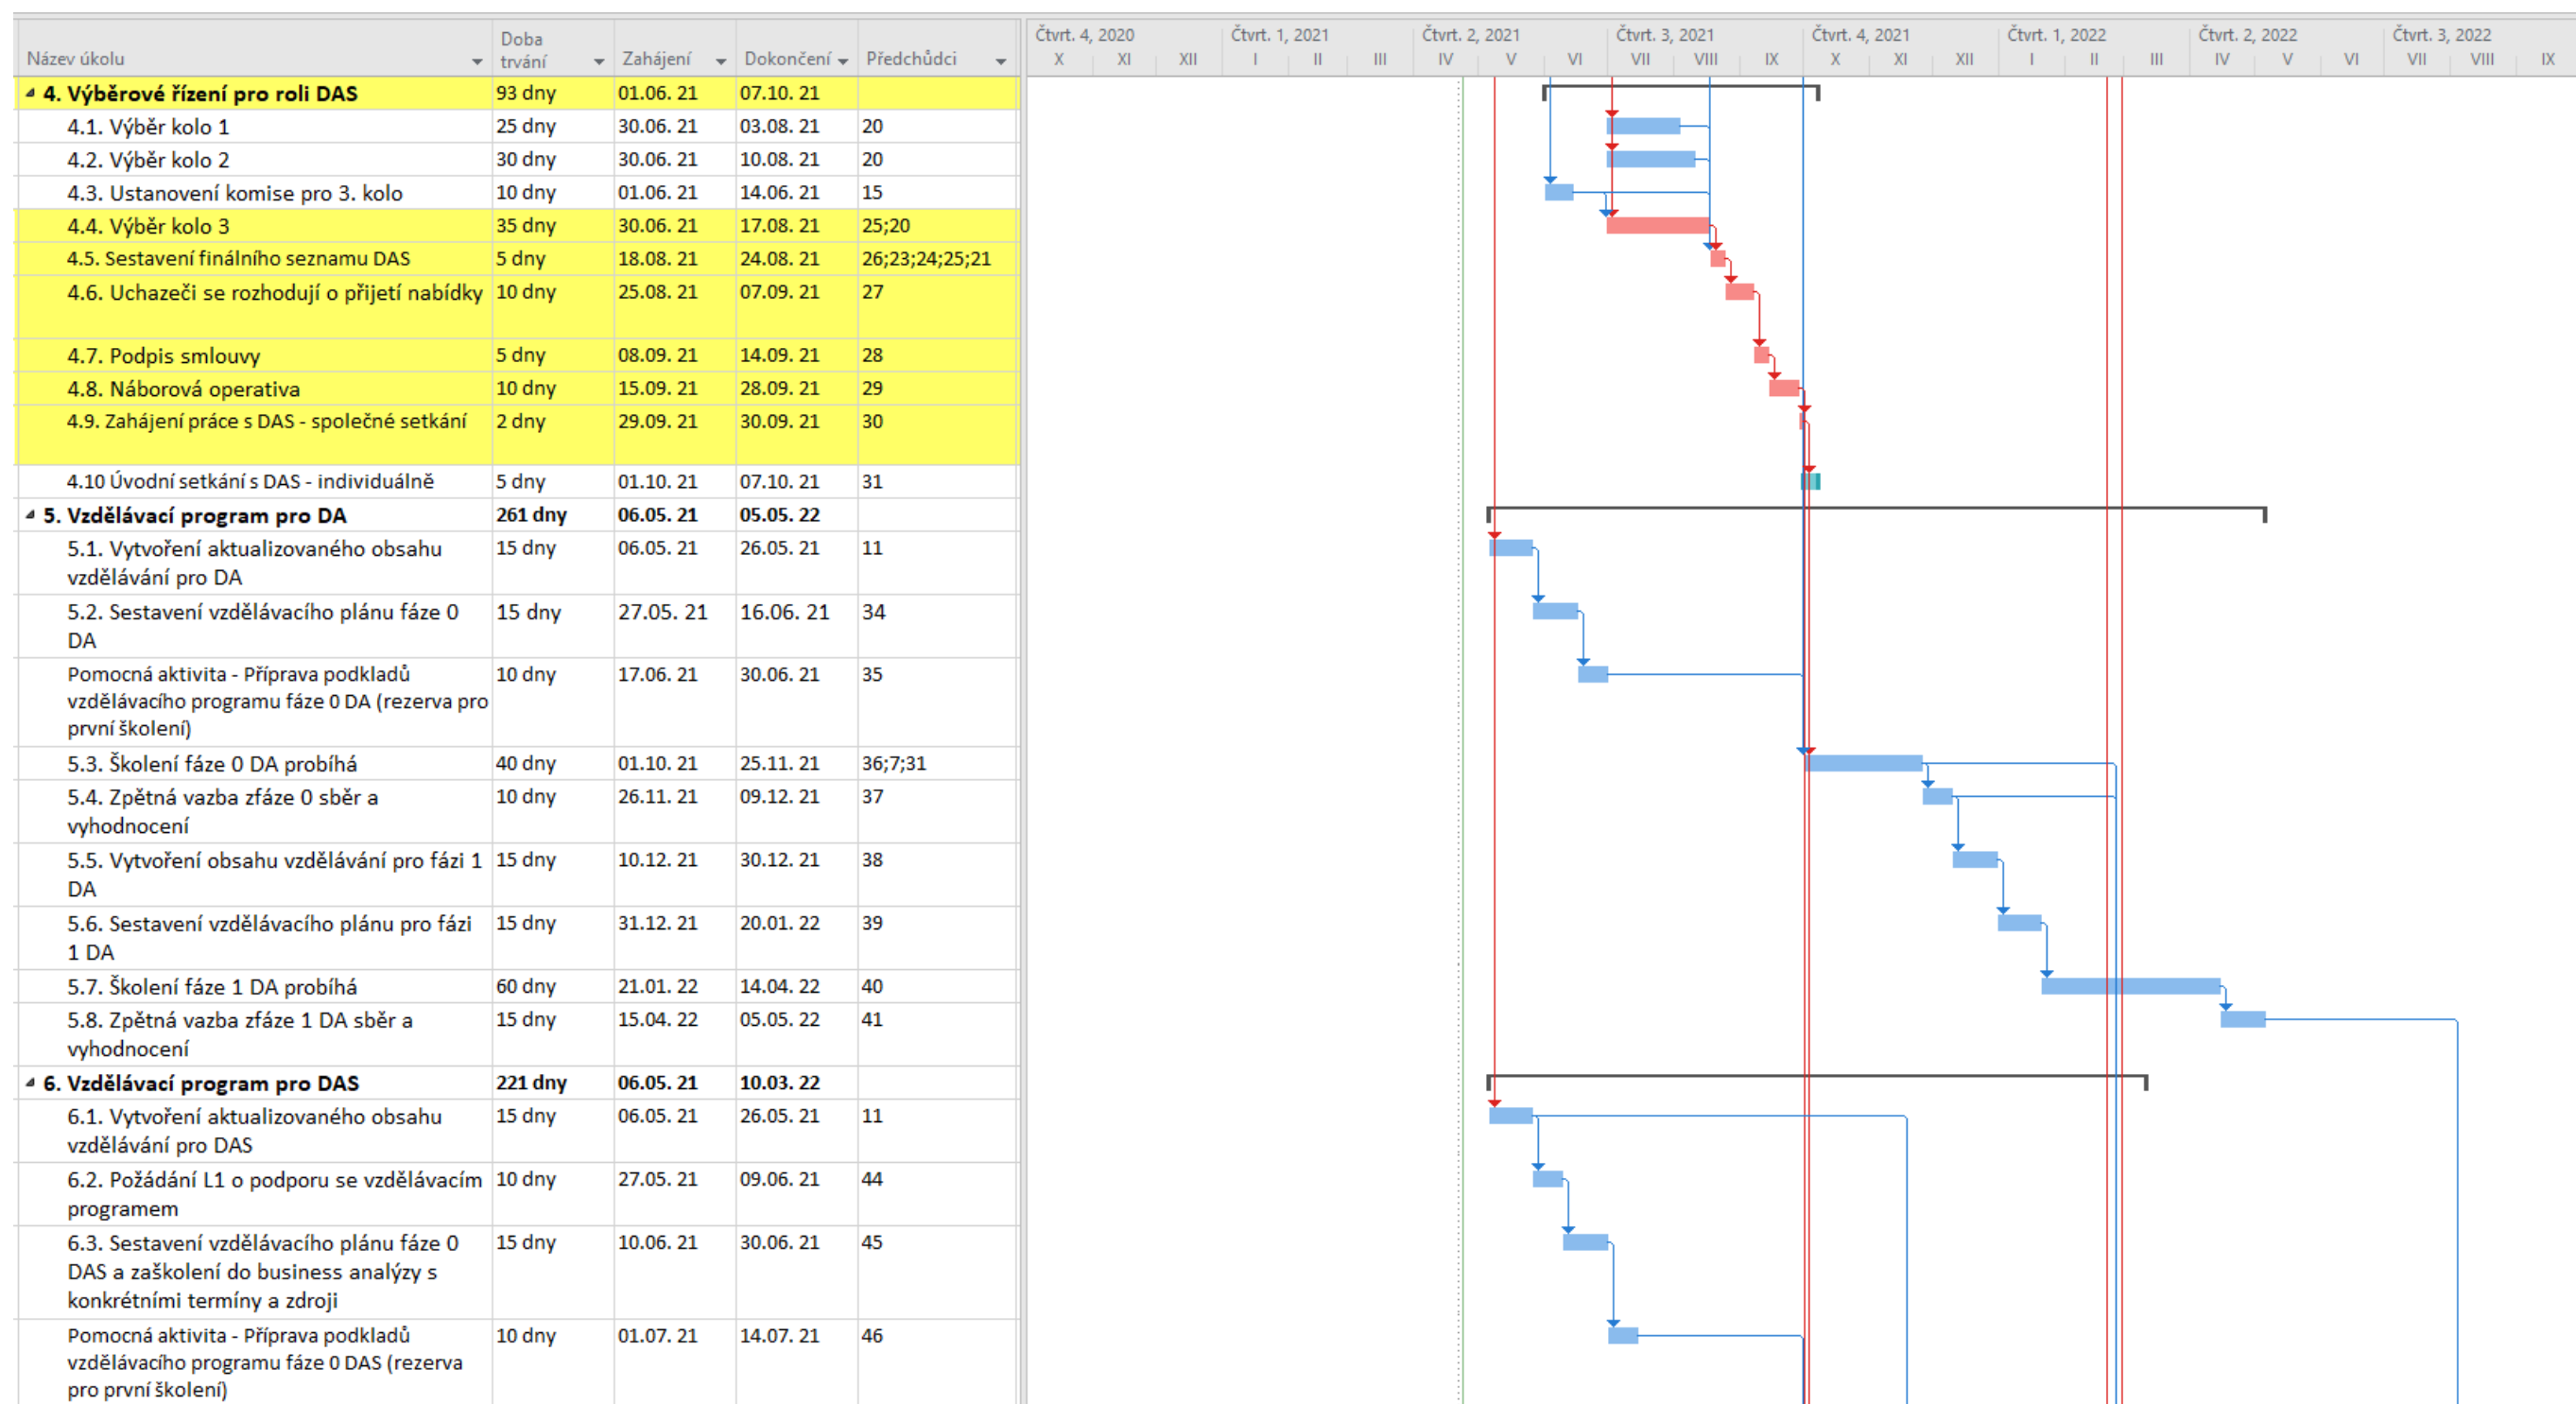 Název úkolu Doba trvání Zahájení Dokončení Předchůdci
Čtvrt. 4, 2020 Čtvrt. 1, 2021 Čtvrt. 2, 2021 Čtvrt. 3, 2021 Čtvrt. 4, 2021 Čtvrt. 1, 2022 Čtvrt. 2, 2022 Čtvrt. 3, 2022
X XI XII I II III IV V VI VII VIII IX X XI XII I II III IV V VI VII VIII IX
4. Výběrové řízení pro roli DAS 93 dny 01.06. 21 07.10. 21
4.1. Výběr kolo 1 25 dny 30.06. 21 03.08. 21 20
4.2. Výběr kolo 2 30 dny 30.06. 21 10.08. 21 20
4.3. Ustanovení komise pro 3. kolo 10 dny 01.06. 21 14.06. 21 15
4.4. Výběr kolo 3 35 dny 30.06. 21 17.08. 21 25;20
4.5. Sestavení finálního seznamu DAS 5 dny 18.08. 21 24.08. 21 26;23;24;25;21
4.6. Uchazeči se rozhodují o přijetí nabídky 10 dny 25.08. 21 07.09. 21 27
4.7. Podpis smlouvy 5 dny 08.09. 21 14.09. 21 28
4.8. Náborová operativa 10 dny 15.09. 21 28.09. 21 29
4.9. Zahájení práce s DAS - společné setkání 2 dny 29.09. 21 30.09. 21 30
4.10 Úvodní setkání s DAS - individuálně 5 dny 01.10. 21 07.10. 21 31
5. Vzdělávací program pro DA 261 dny 06.05. 21 05.05. 22
5.1. Vytvoření aktualizovaného obsahu 15 dny 06.05. 21 26.05. 21 11
vzdělávání pro DA
5.2. Sestavení vzdělávacího plánu fáze 0 15 dny 27.05. 21 16.06. 21 34
DA
Pomocná aktivita - Příprava podkladů 10 dny 17.06. 21 30.06. 21 35
vzdělávacího programu fáze 0 DA (rezerva pro
první školení)
5.3. Školení fáze 0 DA probíhá 40 dny 01.10. 21 25.11. 21 36;7;31
5.4. Zpětná vazba zfáze 0 sběr a 10 dny 26.11. 21 09.12. 21 37
vyhodnocení
5.5. Vytvoření obsahu vzdělávání pro fázi 1 15 dny 10.12. 21 30.12. 21 38
DA
5.6. Sestavení vzdělávacího plánu pro fázi 15 dny 31.12. 21 20.01. 22 39
1 DA
5.7. Školení fáze 1 DA probíhá 60 dny 21.01. 22 14.04. 22 40
5.8. Zpětná vazba zfáze 1 DA sběr a 15 dny 15.04. 22 05.05. 22 41
vyhodnocení
6. Vzdělávací program pro DAS 221 dny 06.05. 21 10.03. 22
6.1. Vytvoření aktualizovaného obsahu 15 dny 06.05. 21 26.05. 21 11
vzdělávání pro DAS
6.2. Požádání L1 o podporu se vzdělávacím 10 dny 27.05. 21 09.06. 21 44
programem
6.3. Sestavení vzdělávacího plánu fáze 0 15 dny 10.06. 21 30.06. 21 45
DAS a zaškolení do business analýzy s
konkrétními termíny a zdroji
Pomocná aktivita - Příprava podkladů 10 dny 01.07. 21 14.07. 21 46
vzdělávacího programu fáze 0 DAS (rezerva
pro první školení)